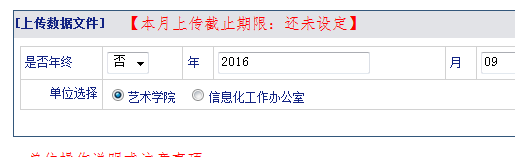 [上传数据文件] 【本月上传截止期限：还未设定】
是否年终 否 年 2016 月 09
单位选择 艺术学院 信息化工作办公室